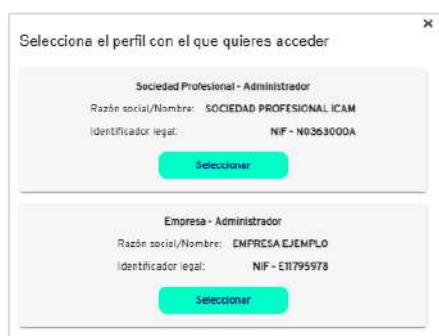 Selecciona el perfil con el que quieres acceder
Sociedad Profesional - Administrador
Razón social/Nombre: SOCIEDAD PROFESIONAL ICAM
Identificador legal: NIF - N0363000A
Seleccionar
Empresa - Administrador
Razón social/Nombre: EMPRESA EJEMPLO
Identificador legal: NIF - E11795978
Seleccionar